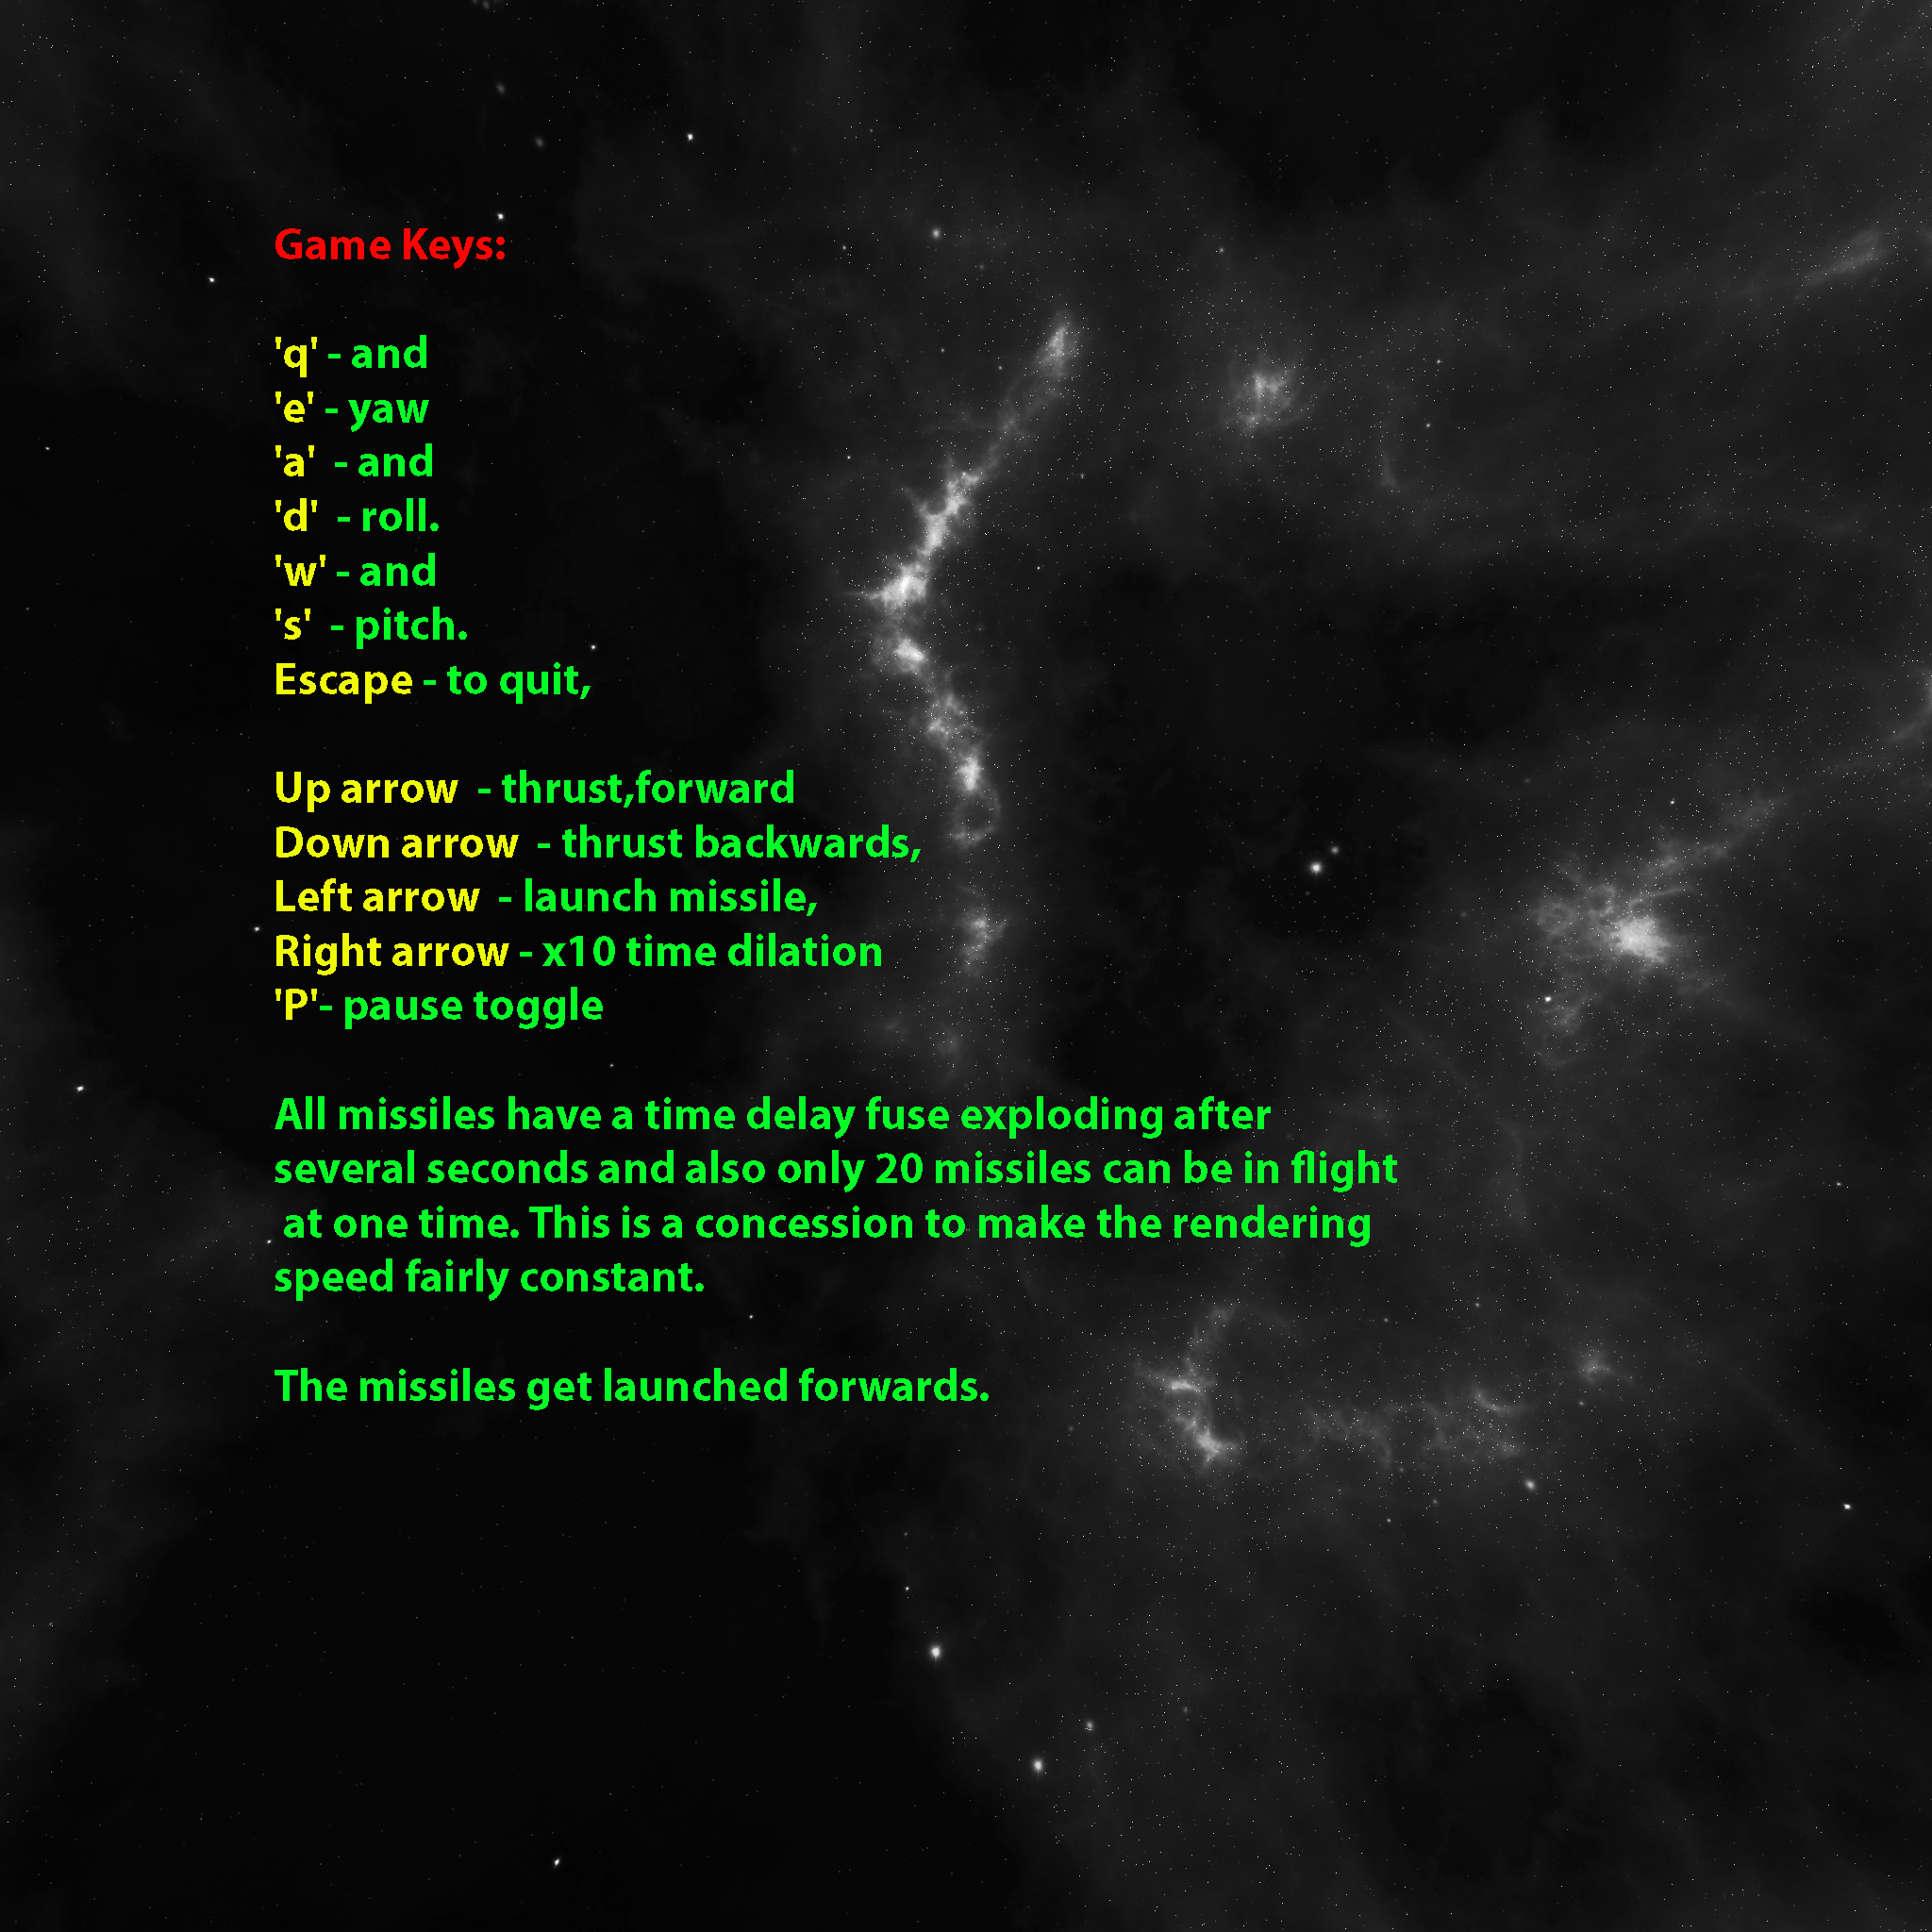 Game Keys:
'q' - and
'e' - yaw
'a'  - and
'd'  - roll.
'w' - and
's'  - pitch.
Escape - to quit,
Up arrow  - thrust,forward
Down arrow  - thrust backwards,
Left arrow  - launch missile,
Right arrow - x10 time dilation
'P'- pause toggle
All missiles have a time delay fuse exploding after
several seconds and also only 20 missiles can be in flight
at one time. This is a concession to make the rendering
speed fairly constant.
The missiles get launched forwards.